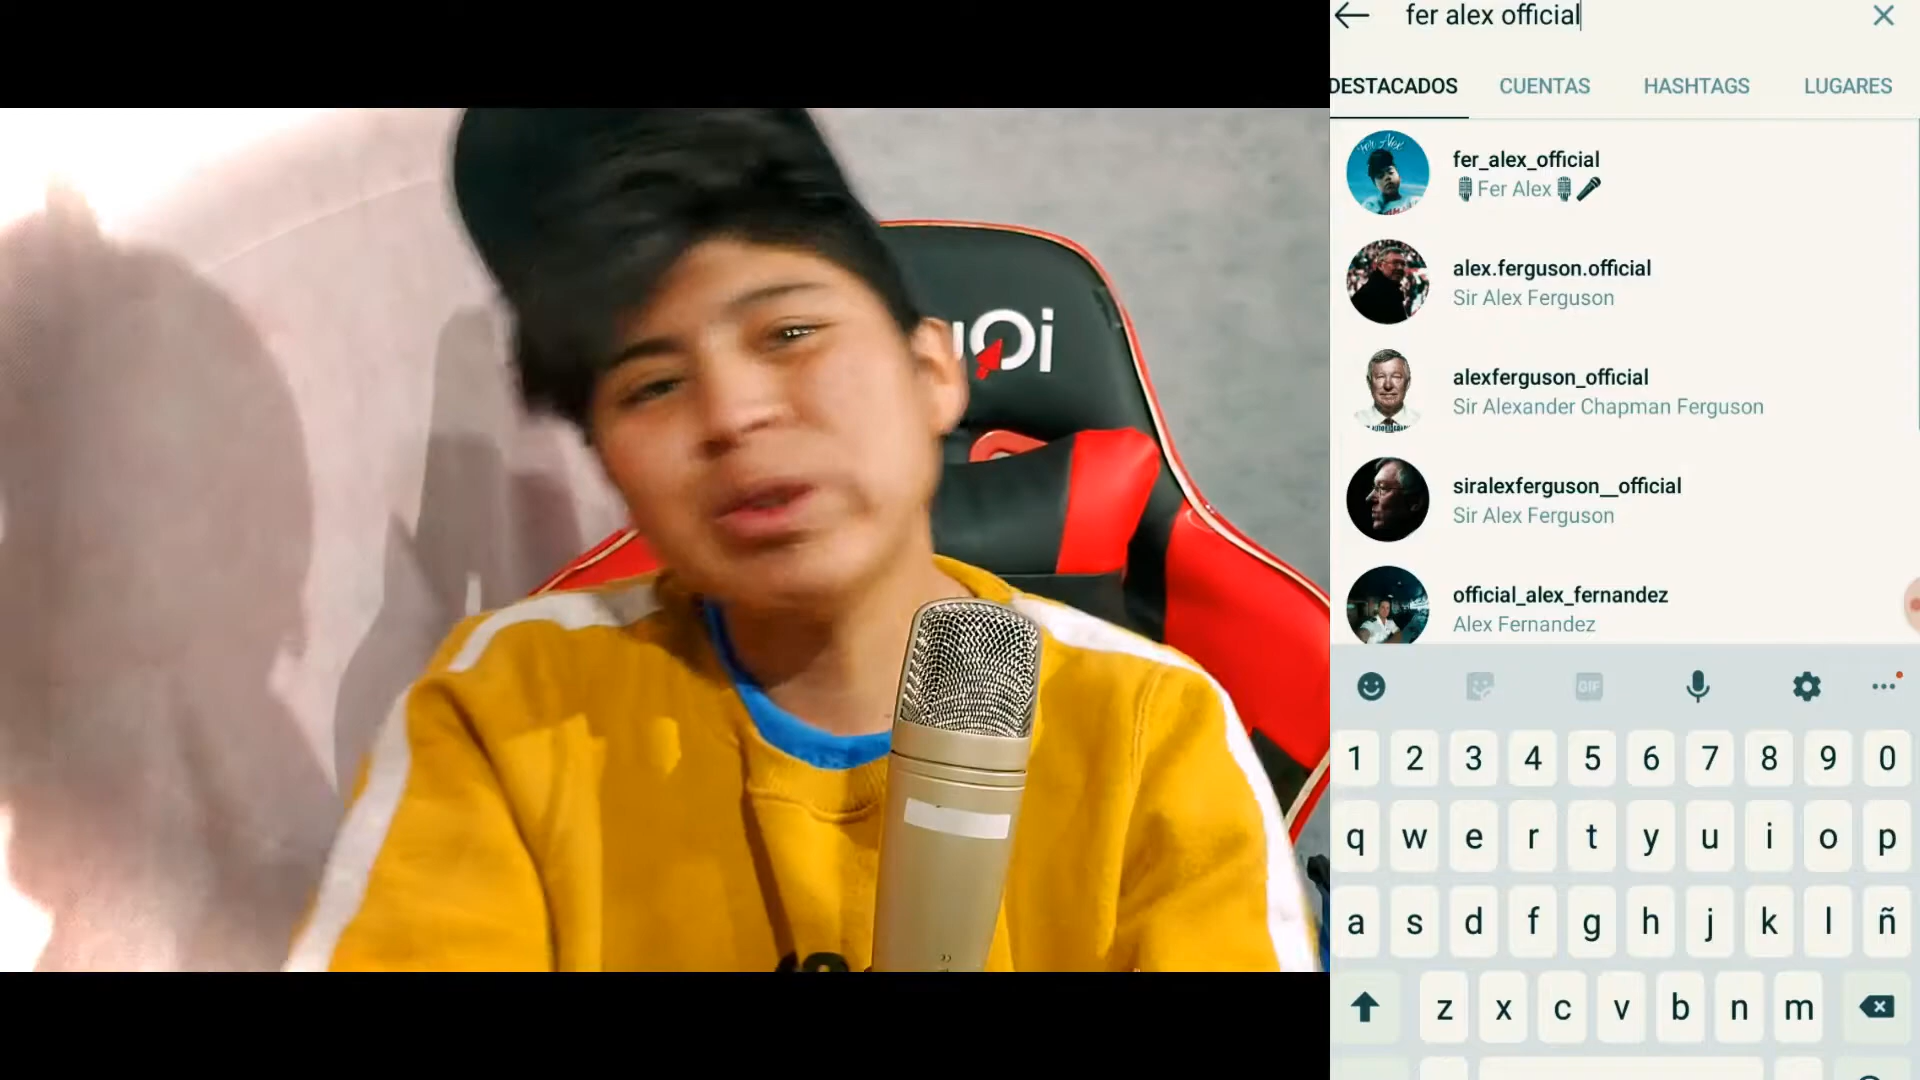 fer alex official
DESTACADOS CUENTAS HASHTAGS LUGARES
fer_alex_official
🎙Fer Alex🎙🎤
alex.ferguson.official
Sir Alex Ferguson
alexferguson_official
Sir Alexander Chapman Ferguson
siralexferguson__official
Sir Alex Ferguson
official_alex_fernandez
Alex Fernandez
GIF
1 2 3 4 5 6 7 8 9 0
q w e r t y u i o p
a s d f g h j k l ñ
z x c v b n m